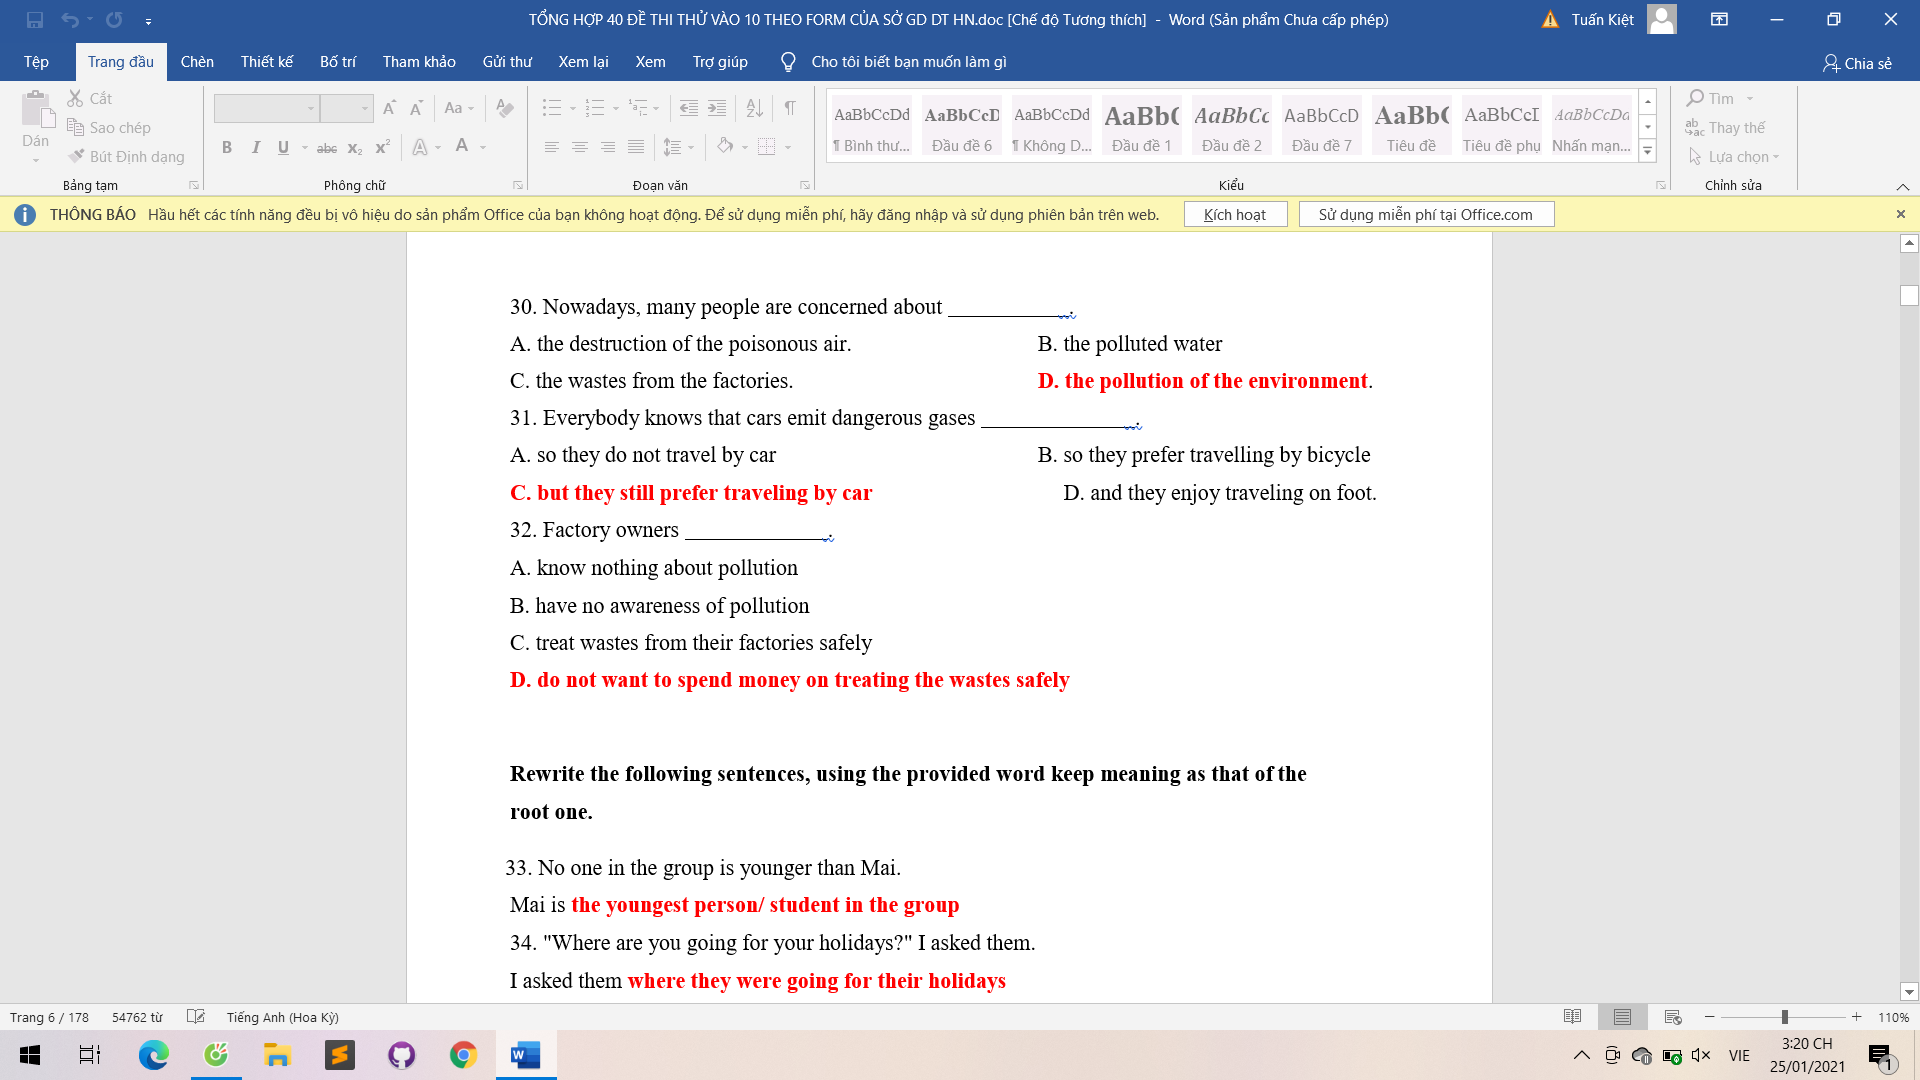 TỔNG HỢP 40 ĐỀ THI THỬ VÀO 10 THEO FORM CỦA SỞ GD DT HN.doc [Chế độ Tương thích] - Word (Sản phẩm Chưa cấp phép)
Tuấn Kiệt
Tệp Trang đầu Chèn Thiết kế Bố trí Tham khảo Gửi thư Xem lại Xem Trợ giúp Cho tôi biết bạn muốn làm gì
Chia sẻ
Dán
Cắt
Sao chép
Bút Định dạng
Bảng tạm
Aa
B I U abc x₂ x²
A A
Phông chữ
Đoạn văn
AaBbCcDd AaBbCcD AaBbCcDd AaBbC AaBbCc AaBbCcD AaBbC AaBbCcI AaBbCcDd
¶ Bình thư... Đầu đề 6 ¶ Không D... Đầu đề 1 Đầu đề 2 Đầu đề 7 Tiêu đề Tiêu đề phụ Nhấn mạn...
Kiểu
Tìm
Thay thế
Lựa chọn
Chỉnh sửa
THÔNG BÁO Hầu hết các tính năng đều bị vô hiệu do sản phẩm Office của bạn không hoạt động. Để sử dụng miễn phí, hãy đăng nhập và sử dụng phiên bản trên web. Kích hoạt Sử dụng miễn phí tại Office.com
30. Nowadays, many people are concerned about ___________.
A. the destruction of the poisonous air. B. the polluted water
C. the wastes from the factories. D. the pollution of the environment.
31. Everybody knows that cars emit dangerous gases ______________.
A. so they do not travel by car B. so they prefer travelling by bicycle
C. but they still prefer traveling by car D. and they enjoy traveling on foot.
32. Factory owners _____________.
A. know nothing about pollution
B. have no awareness of pollution
C. treat wastes from their factories safely
D. do not want to spend money on treating the wastes safely
Rewrite the following sentences, using the provided word keep meaning as that of the
root one.
33. No one in the group is younger than Mai.
Mai is the youngest person/ student in the group
34. "Where are you going for your holidays?" I asked them.
I asked them where they were going for their holidays
Trang 6 / 178 54762 từ Tiếng Anh (Hoa Kỳ)
110%
VIE
3:20 CH
25/01/2021
1